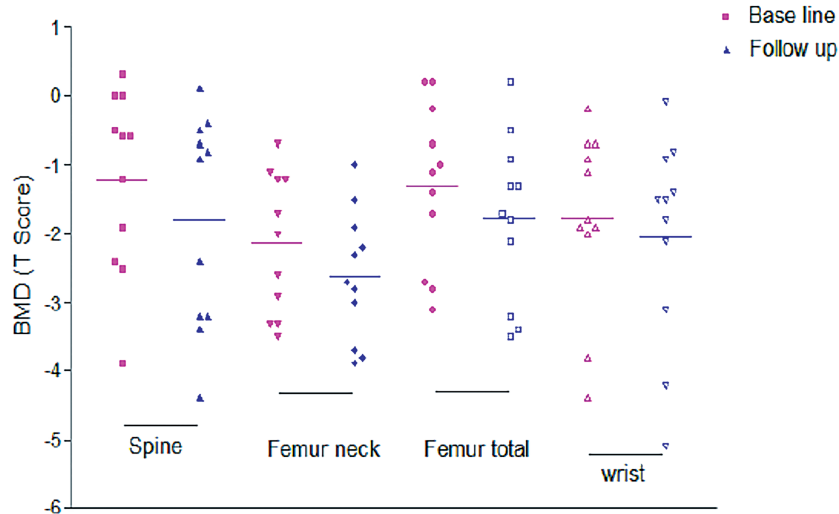 Base line
Follow up
BMD (T Score)
1
0
-1
-2
-3
-4
-5
-6
Spine
Femur neck
Femur total
wrist